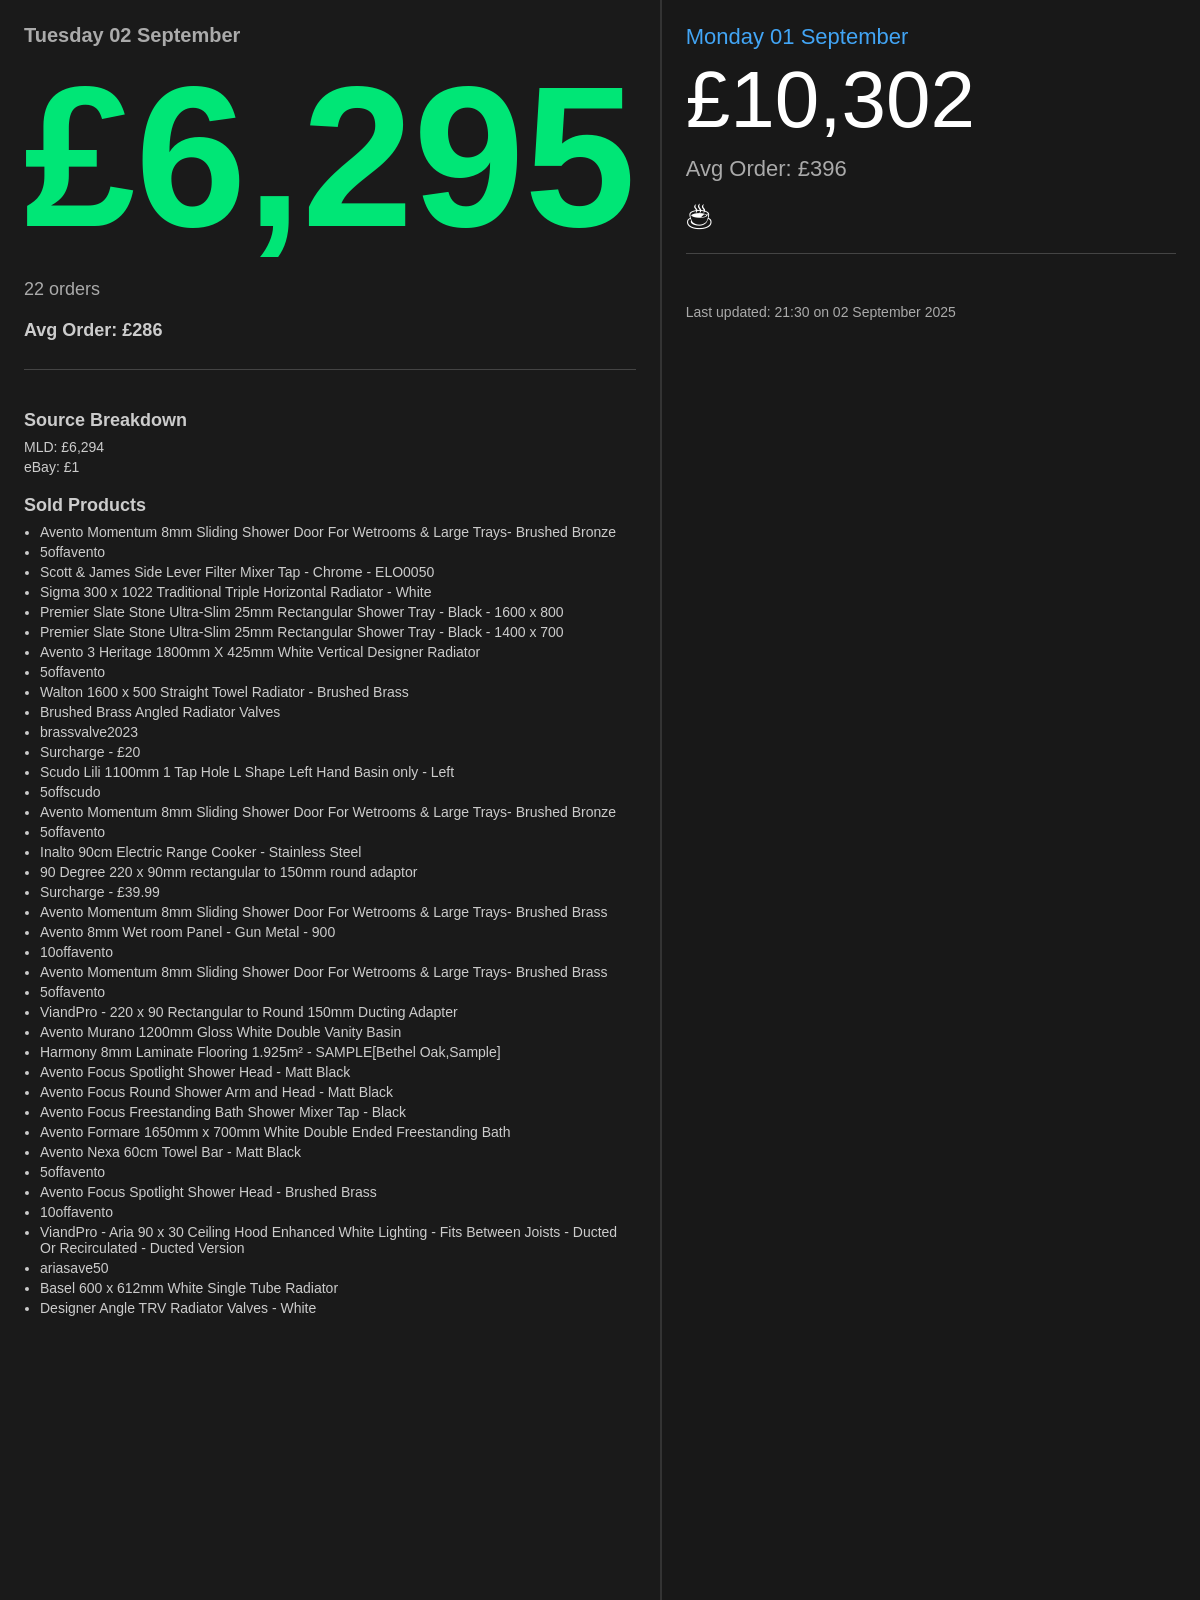 Tuesday 02 September
£6,295
22 orders
Avg Order: £286
Source Breakdown
MLD: £6,294
eBay: £1
Sold Products
• Avento Momentum 8mm Sliding Shower Door For Wetrooms & Large Trays- Brushed Bronze
• 5offavento
• Scott & James Side Lever Filter Mixer Tap - Chrome - ELO0050
• Sigma 300 x 1022 Traditional Triple Horizontal Radiator - White
• Premier Slate Stone Ultra-Slim 25mm Rectangular Shower Tray - Black - 1600 x 800
• Premier Slate Stone Ultra-Slim 25mm Rectangular Shower Tray - Black - 1400 x 700
• Avento 3 Heritage 1800mm X 425mm White Vertical Designer Radiator
• 5offavento
• Walton 1600 x 500 Straight Towel Radiator - Brushed Brass
• Brushed Brass Angled Radiator Valves
• brassvalve2023
• Surcharge - £20
• Scudo Lili 1100mm 1 Tap Hole L Shape Left Hand Basin only - Left
• 5offscudo
• Avento Momentum 8mm Sliding Shower Door For Wetrooms & Large Trays- Brushed Bronze
• 5offavento
• Inalto 90cm Electric Range Cooker - Stainless Steel
• 90 Degree 220 x 90mm rectangular to 150mm round adaptor
• Surcharge - £39.99
• Avento Momentum 8mm Sliding Shower Door For Wetrooms & Large Trays- Brushed Brass
• Avento 8mm Wet room Panel - Gun Metal - 900
• 10offavento
• Avento Momentum 8mm Sliding Shower Door For Wetrooms & Large Trays- Brushed Brass
• 5offavento
• ViandPro - 220 x 90 Rectangular to Round 150mm Ducting Adapter
• Avento Murano 1200mm Gloss White Double Vanity Basin
• Harmony 8mm Laminate Flooring 1.925m² - SAMPLE[Bethel Oak,Sample]
• Avento Focus Spotlight Shower Head - Matt Black
• Avento Focus Round Shower Arm and Head - Matt Black
• Avento Focus Freestanding Bath Shower Mixer Tap - Black
• Avento Formare 1650mm x 700mm White Double Ended Freestanding Bath
• Avento Nexa 60cm Towel Bar - Matt Black
• 5offavento
• Avento Focus Spotlight Shower Head - Brushed Brass
• 10offavento
• ViandPro - Aria 90 x 30 Ceiling Hood Enhanced White Lighting - Fits Between Joists - Ducted
Or Recirculated - Ducted Version
• ariasave50
• Basel 600 x 612mm White Single Tube Radiator
• Designer Angle TRV Radiator Valves - White
Monday 01 September
£10,302
Avg Order: £396
☕
Last updated: 21:30 on 02 September 2025